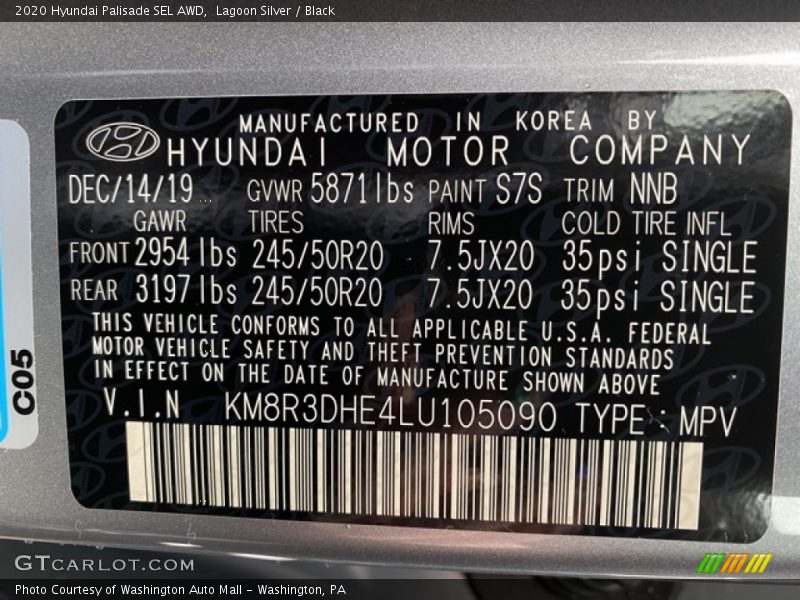 2020 Hyundai Palisade SEL AWD,  Lagoon Silver / Black
MANUFACTURED IN KOREA BY
HYUNDAI MOTOR COMPANY
DEC/14/19 GVWR 5871lbs PAINT S7S TRIM NNB
GAWR TIRES RIMS COLD TIRE INFL
FRONT 2954 lbs 245/50R20 7.5JX20 35psi SINGLE
REAR 3197 lbs 245/50R20 7.5JX20 35psi SINGLE
THIS VEHICLE CONFORMS TO ALL APPLICABLE U.S.A. FEDERAL
MOTOR VEHICLE SAFETY AND THEFT PREVENTION STANDARDS
IN EFFECT ON THE DATE OF MANUFACTURE SHOWN ABOVE
V.I.N KM8R3DHE4LU105090 TYPE : MPV
C05
GTCARLOT.COM
Photo Courtesy of Washington Auto Mall - Washington, PA